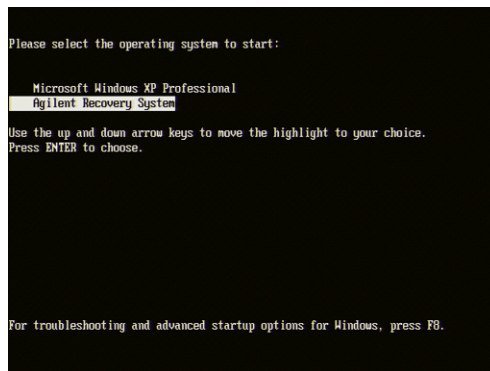 Please select the operating system to start:
Microsoft Windows XP Professional
Agilent Recovery System
Use the up and down arrow keys to move the highlight to your choice.
Press ENTER to choose.
For troubleshooting and advanced startup options for Windows, press F8.